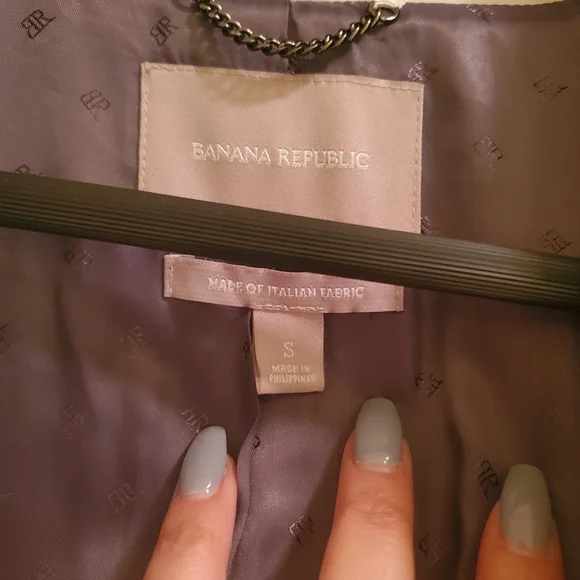 BANANA REPUBLIC
MADE OF ITALIAN FABRIC
S
MADE IN
PHILIPPINES